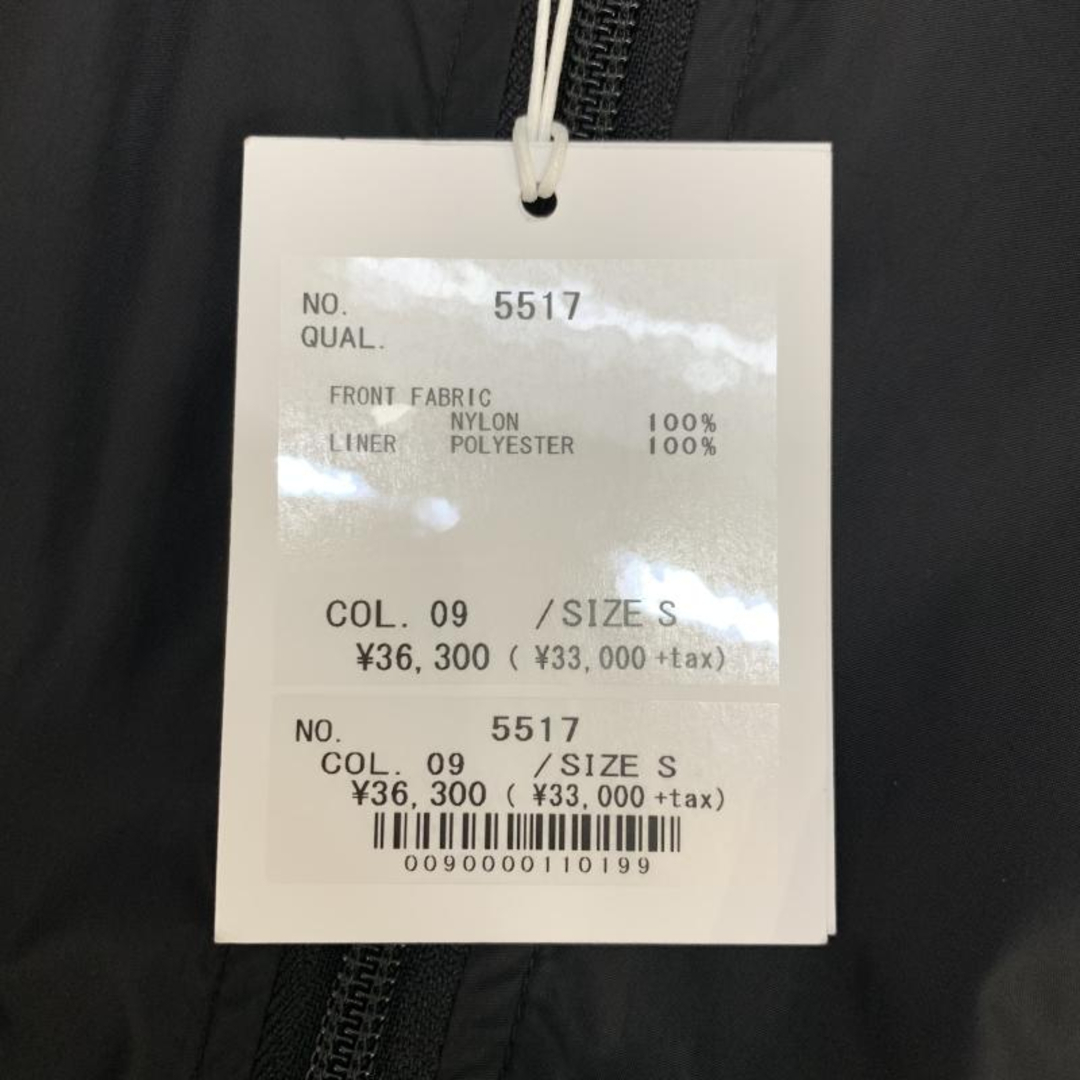 NO. 5517
QUAL.
FRONT FABRIC
NYLON 100%
LINER POLYESTER 100%
COL. 09 /SIZE S
¥36,300 ( ¥33,000 +tax)
NO. 5517
COL. 09 /SIZE S
¥36,300 ( ¥33,000 +tax)
0090000110199